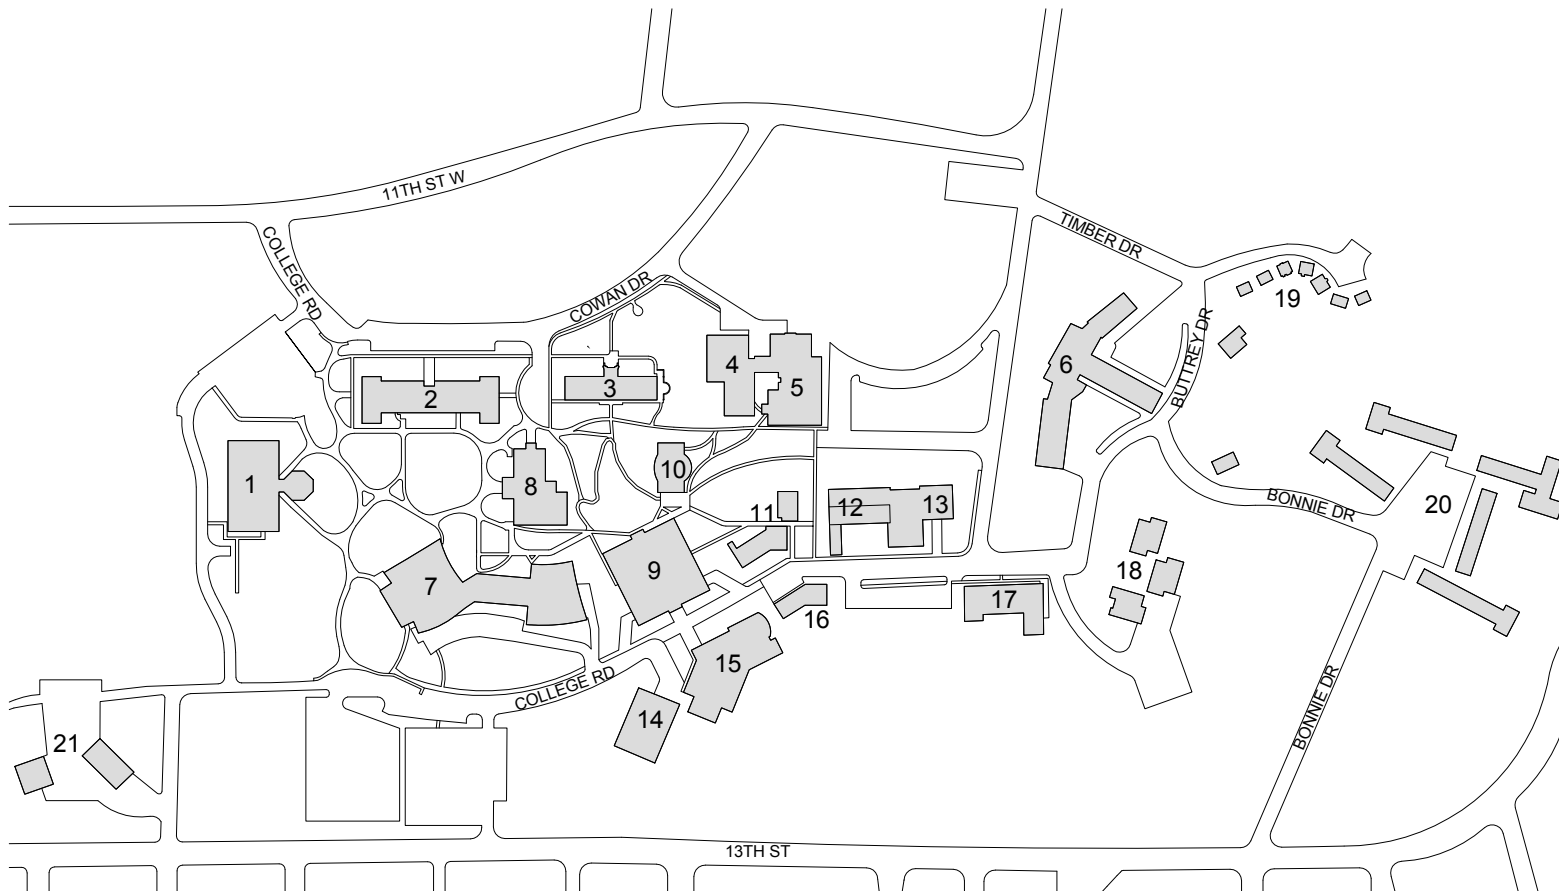 11TH ST W
COLLEGE RD
TIMBER DR
COWAN DR
19
BUTTREY DR
4
6
5
3
2
10
1
8
BONNIE DR
20
11
12
13
9
18
7
17
16
15
COLLEGE RD
14
BONNIE DR
21
13TH ST